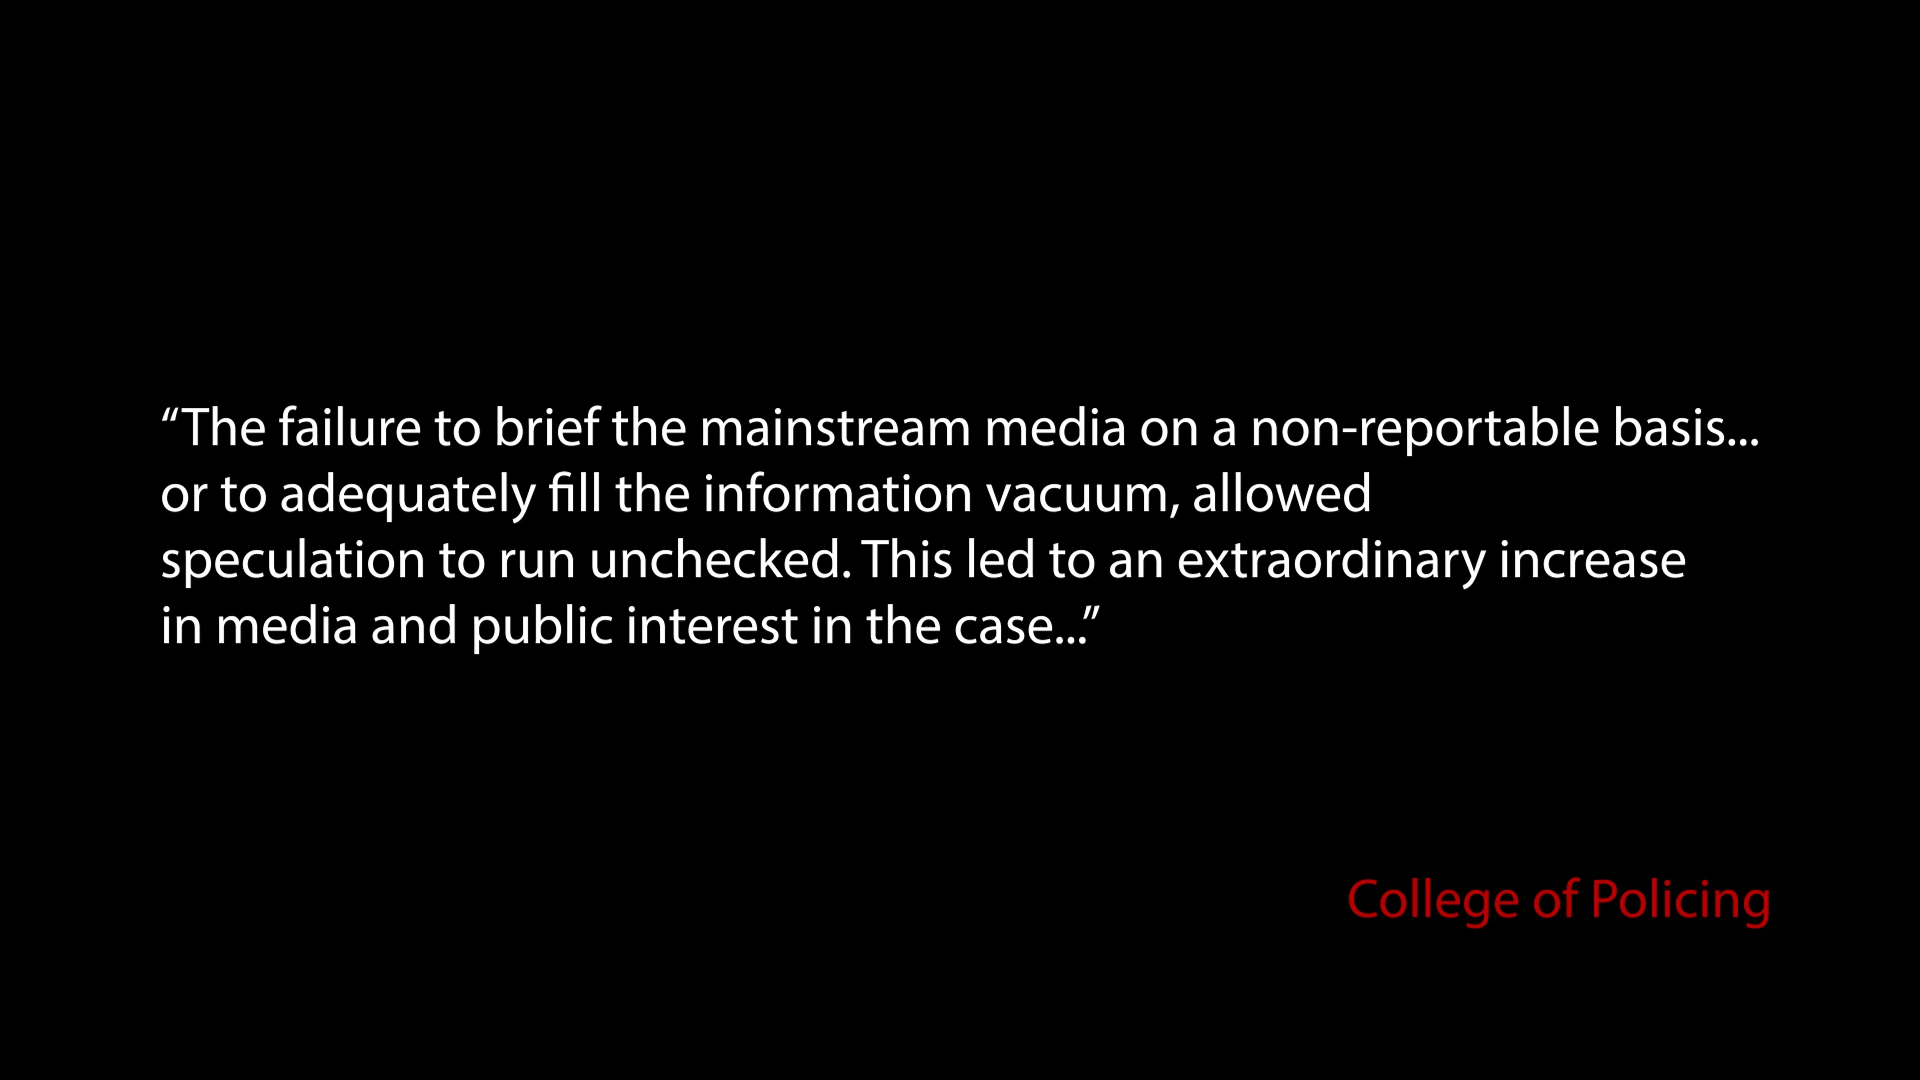 “The failure to brief the mainstream media on a non-reportable basis...
or to adequately fill the information vacuum, allowed
speculation to run unchecked. This led to an extraordinary increase
in media and public interest in the case...”
College of Policing